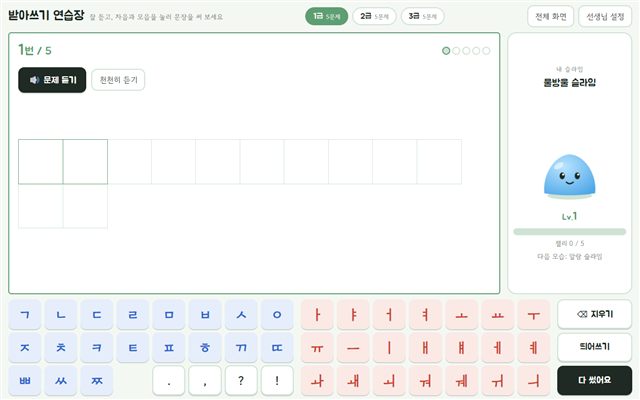 받아쓰기 연습장 잘 듣고, 자음과 모음을 눌러 문장을 써 보세요 1급 5문제 2급 5문제 3급 5문제 전체 화면 선생님 설정
1번 / 5
문제 듣기 천천히 듣기
내 슬라임
물방울 슬라임
Lv.1
젤리 0 / 5
다음 모습: 말랑 슬라임
ㄱ ㄴ ㄷ ㄹ ㅁ ㅂ ㅅ ㅇ ㅏ ㅑ ㅓ ㅕ ㅗ ㅛ ㅜ 지우기
ㅈ ㅊ ㅋ ㅌ ㅍ ㅎ ㄲ ㄸ ㅠ ㅡ ㅣ ㅐ ㅒ ㅔ ㅖ 띄어쓰기
ㅃ ㅆ ㅉ . , ? ! ㅘ ㅙ ㅚ ㅝ ㅞ ㅟ ㅢ 다 썼어요